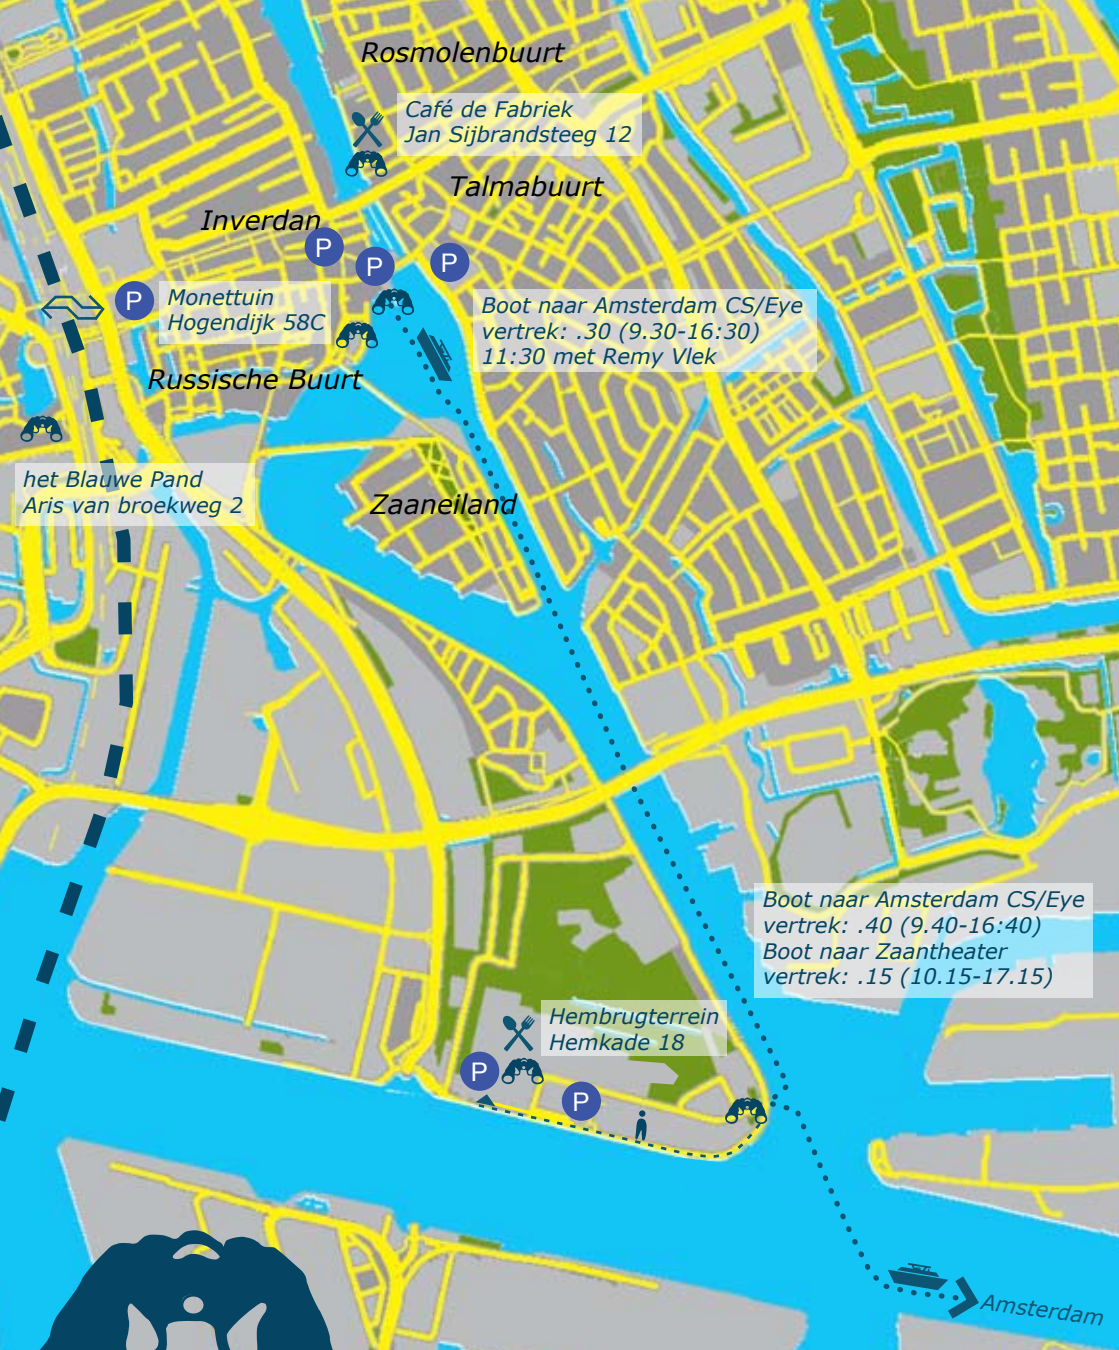 Rosmolenbuurt
Café de Fabriek
Jan Sijbrandsteeg 12
Talmabuurt
Inverdan
P
P
P
P
Monettuin
Hogendijk 58C
Boot naar Amsterdam CS/Eye
vertrek: .30 (9.30-16:30)
11:30 met Remy Vlek
Russische Buurt
het Blauwe Pand
Aris van broekweg 2
Zaaneiland
Boot naar Amsterdam CS/Eye
vertrek: .40 (9.40-16:40)
Boot naar Zaantheater
vertrek: .15 (10.15-17.15)
Hembrugterrein
Hemkade 18
P
P
Amsterdam